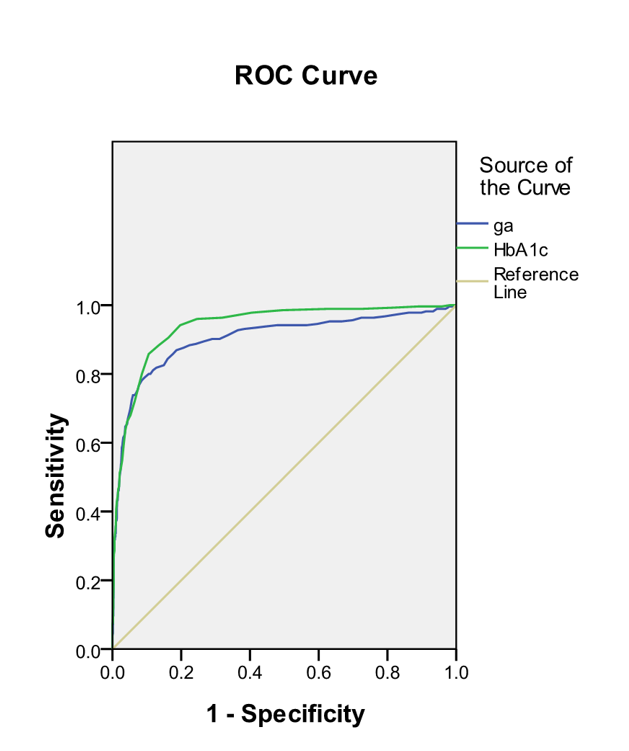 ROC Curve
Source of
the Curve
ga
HbA1c
Reference
Line
1.0
0.8
0.6
0.4
0.2
0.0
Sensitivity
0.0 0.2 0.4 0.6 0.8 1.0
1 - Specificity